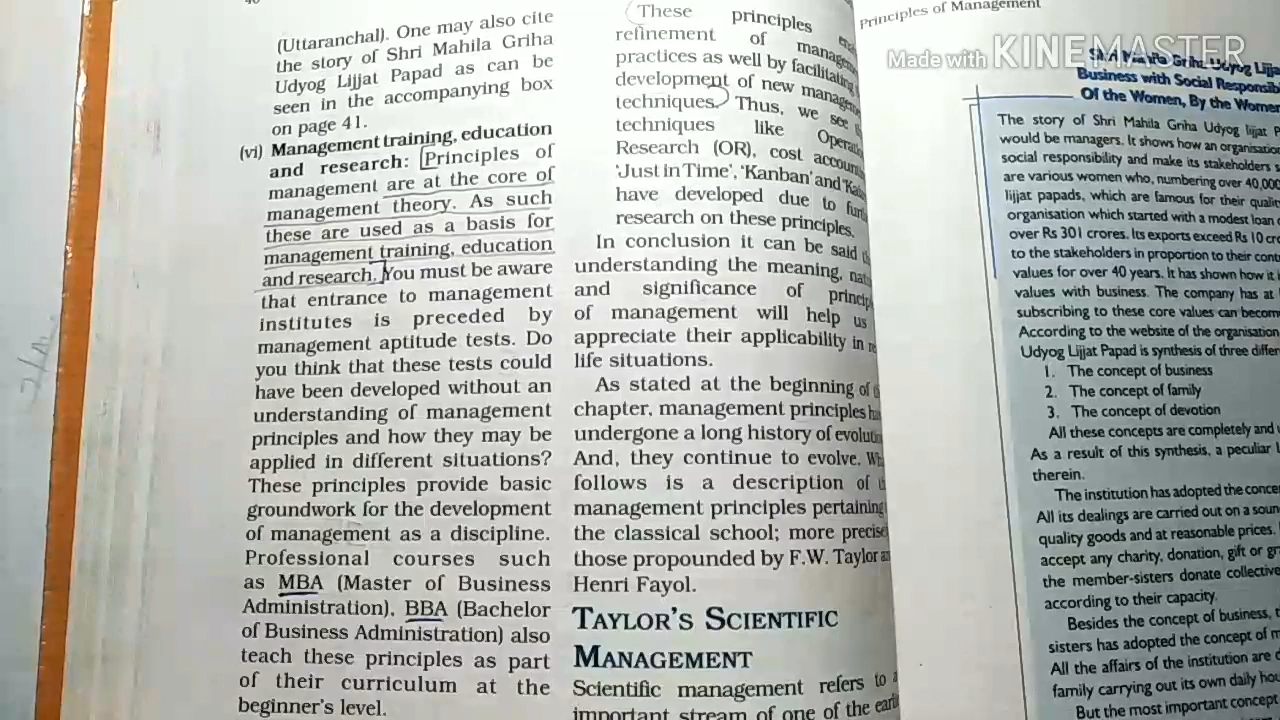 (Uttaranchal). One may also cite
the story of Shri Mahila Griha
Udyog Lijjat Papad as can be
seen in the accompanying box
on page 41.
(vi) Management training, education
and research: Principles of
management are at the core of
management theory. As such
these are used as a basis for
management training, education
and research. You must be aware
that entrance to management
institutes is preceded by
management aptitude tests. Do
you think that these tests could
have been developed without an
understanding of management
principles and how they may be
applied in different situations?
These principles provide basic
groundwork for the development
of management as a discipline.
Professional courses such
as MBA (Master of Business
Administration), BBA (Bachelor
of Business Administration) also
teach these principles as part
of their curriculum at the
beginner's level.
These principles
refinement of
practices as well by facilitating
development of new
techniques. Thus, we see
techniques like
Research (OR), cost
'Just in Time', 'Kanban' and
have developed due to
research on these principles.
In conclusion it can be said
understanding the meaning,
and significance of
of management will help us
appreciate their applicability in
life situations.
As stated at the beginning of
chapter, management principles
undergone a long history of
And, they continue to evolve.
follows is a description of
management principles pertaining
the classical school; more
those propounded by F.W. Taylor
Henri Fayol.
TAYLOR'S SCIENTIFIC
MANAGEMENT
Scientific management refers to
important stream of one of the
Principles of Management
Made with KINEMASTER
Shri Mahila Griha Udyog
Business with Social
Of the Women, By the
The story of Shri Mahila Griha Udyog lijjat
would be managers. It shows how an
social responsibility and make its stakeholders
are various women who, numbering over
lijjat papads, which are famous for their
organisation which started with a modest loan
over Rs 301 crores. Its exports exceed Rs 10
to the stakeholders in proportion to their
values for over 40 years. It has shown how it
values with business. The company has at
subscribing to these core values can
According to the website of the
Udyog Lijjat Papad is synthesis of three
1. The concept of business
2. The concept of family
3. The concept of devotion
All these concepts are completely and
As a result of this synthesis, a peculiar
therein.
The institution has adopted the
All its dealings are carried out on a
quality goods and at reasonable prices.
accept any charity, donation, gift or
the member-sisters donate
according to their capacity.
Besides the concept of business,
sisters has adopted the concept of
All the affairs of the institution are
family carrying out its own daily
But the most important